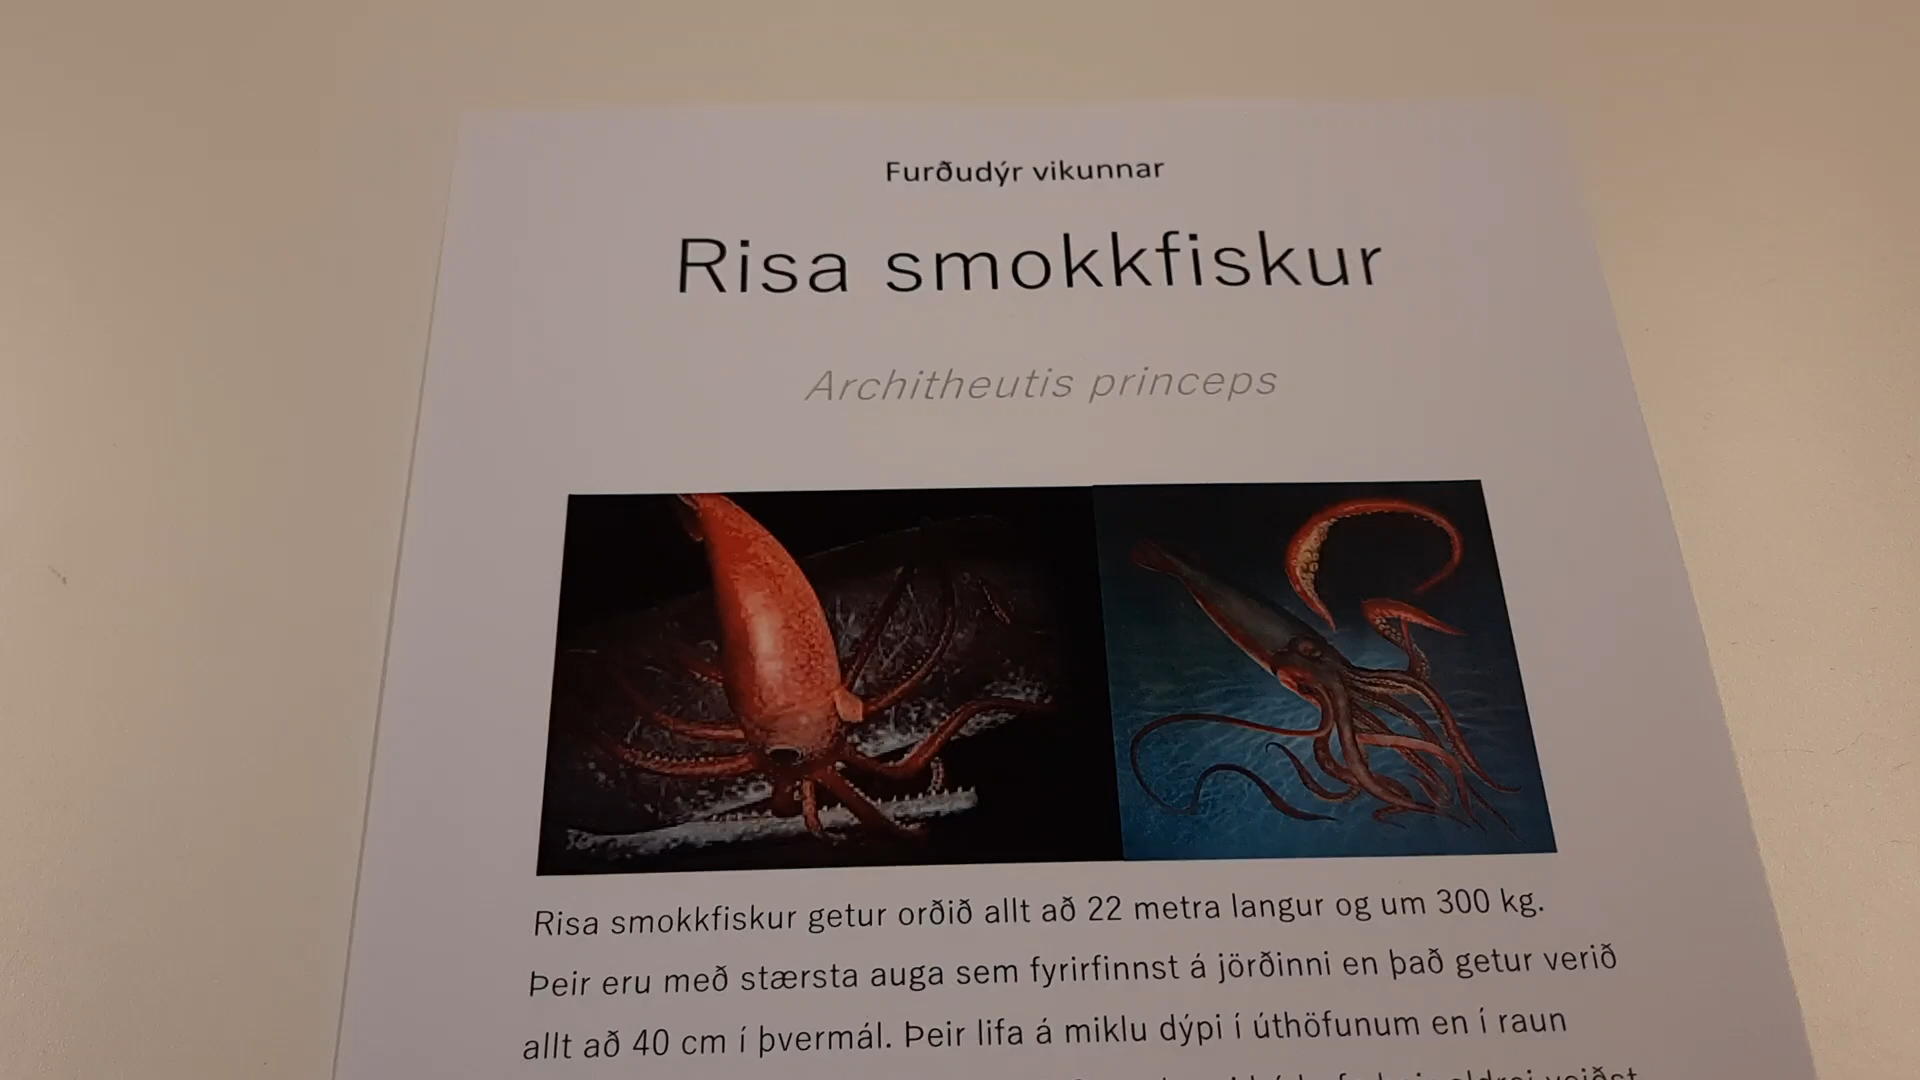 Furðudýr vikunnar
Risa smokkfiskur
Architheutis princeps
Risa smokkfiskur getur orðið allt að 22 metra langur og um 300 kg.
Þeir eru með stærsta auga sem fyrirfinnst á jörðinni en það getur verið
allt að 40 cm í þvermál. Þeir lifa á miklu dýpi í úthöfunum en í raun